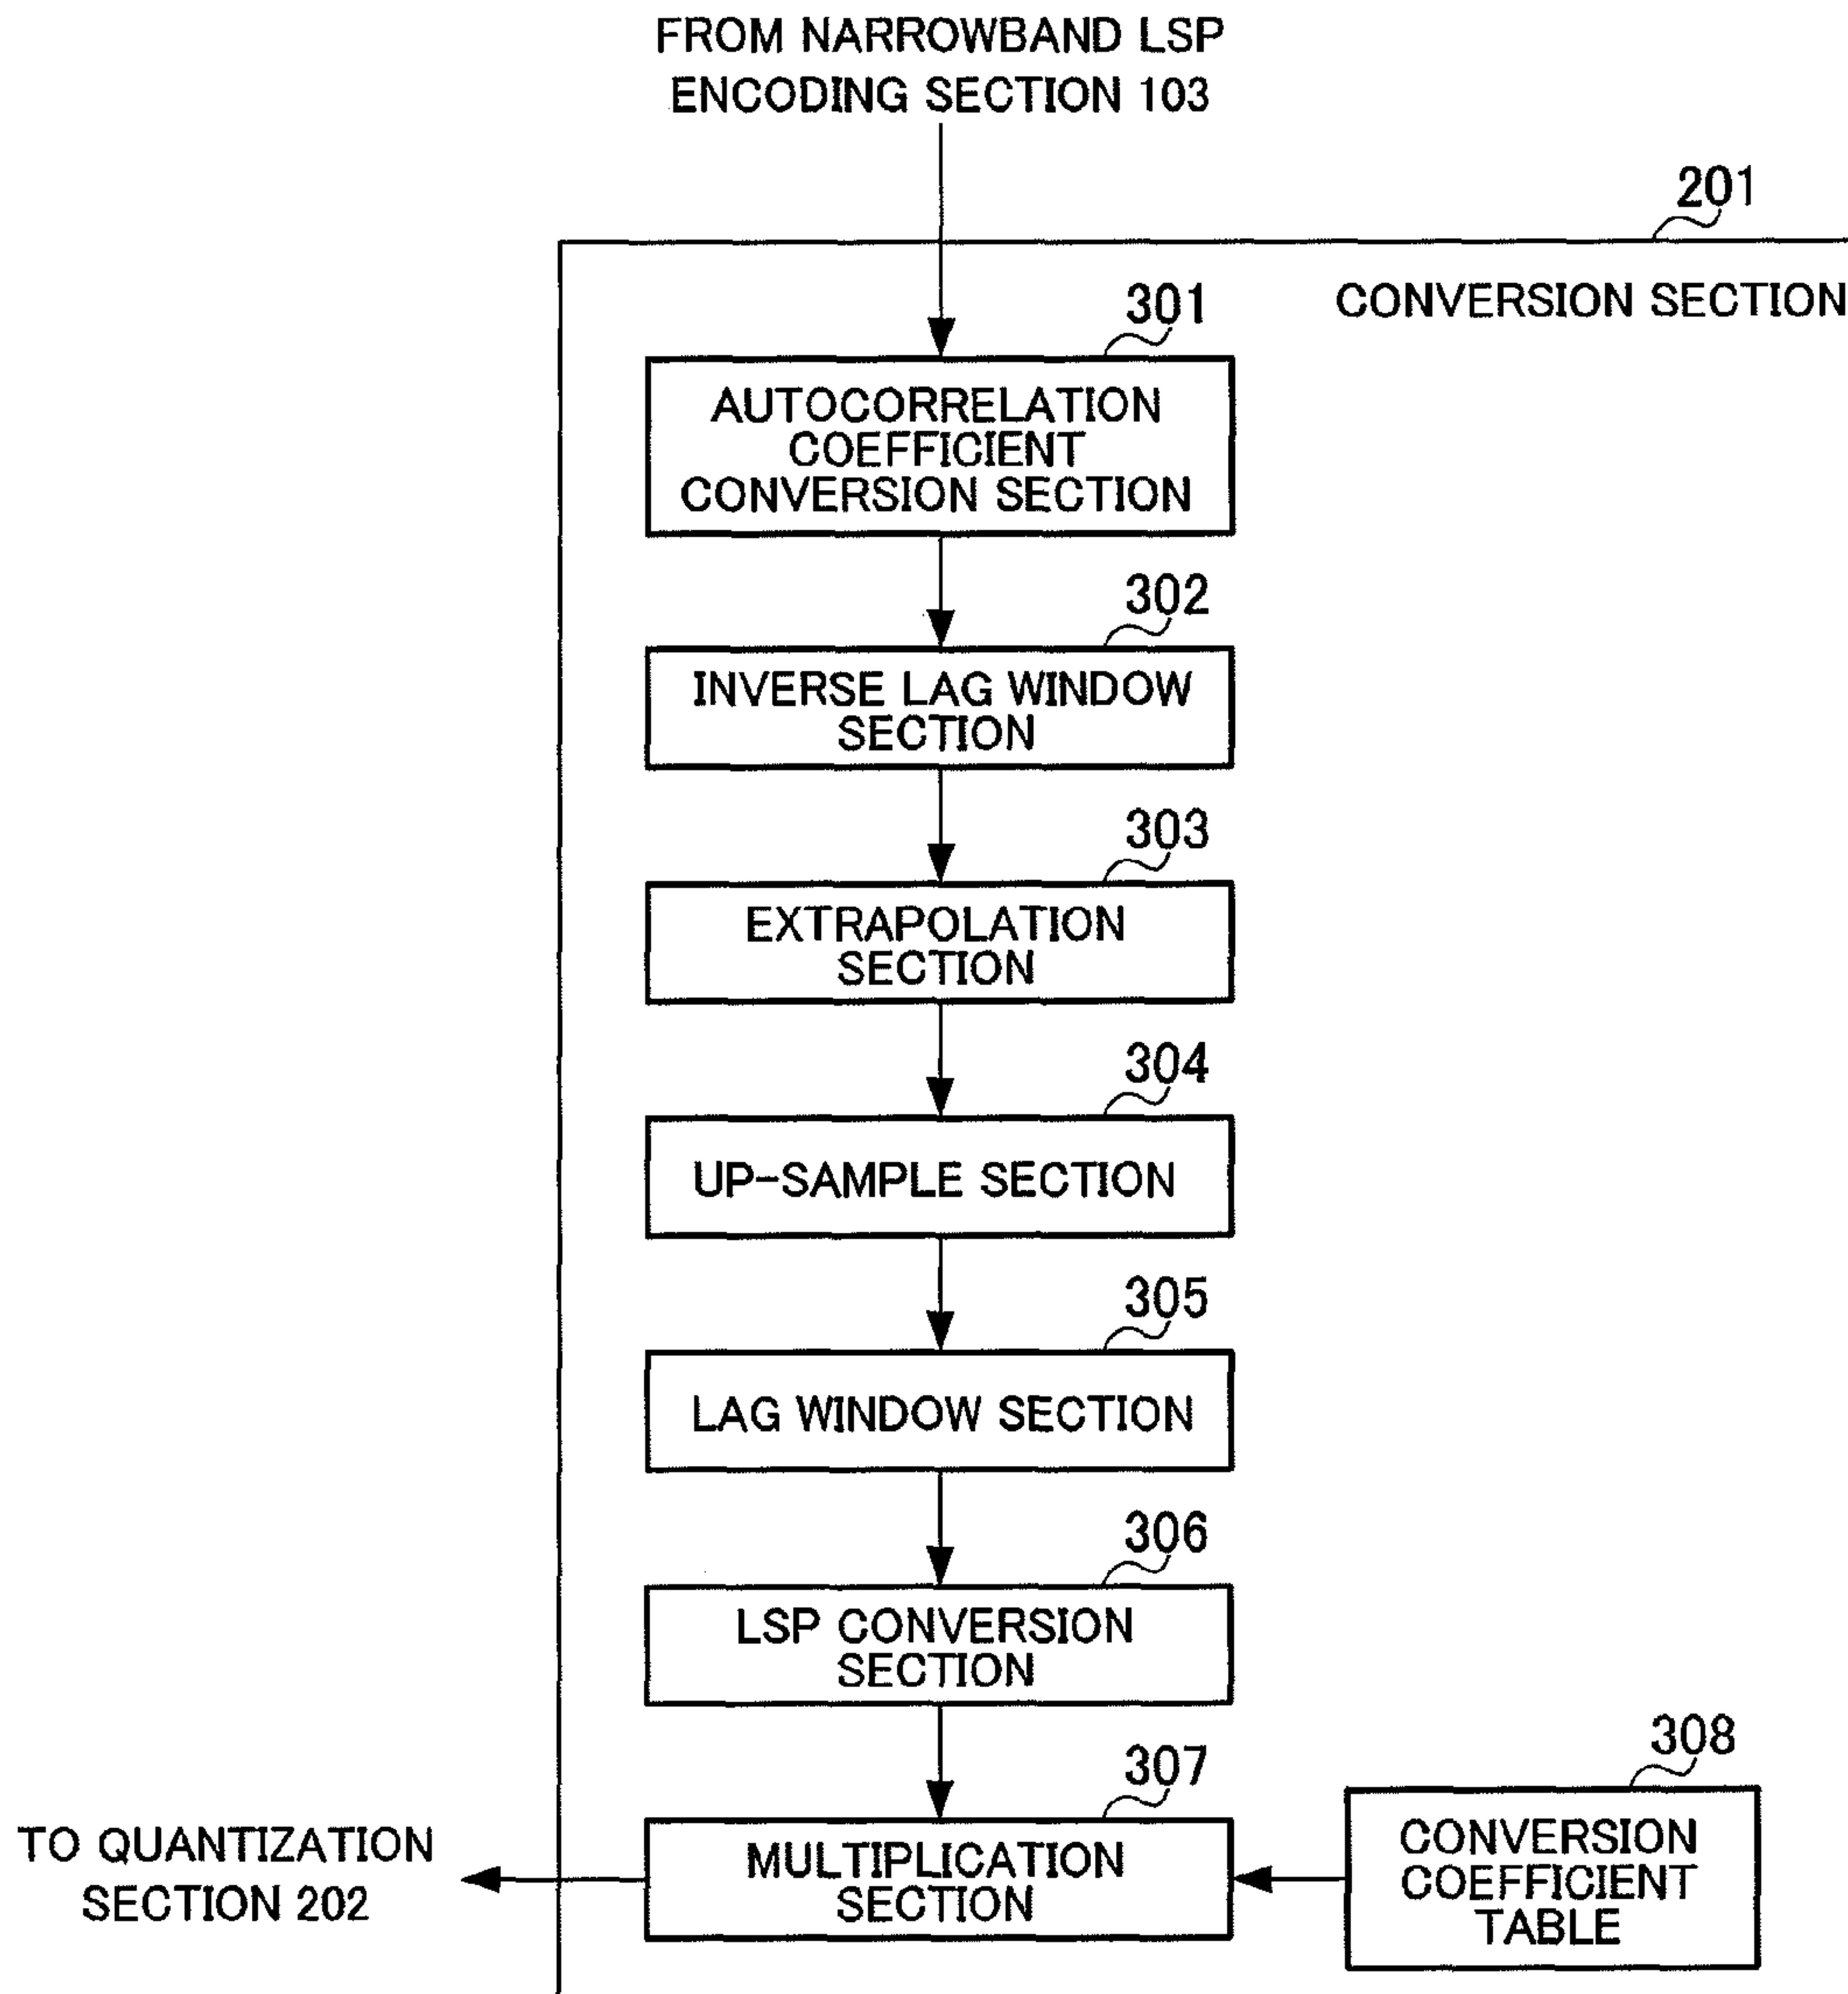 FROM NARROWBAND LSP
ENCODING SECTION 103
201
CONVERSION SECTION
301
AUTOCORRELATION
COEFFICIENT
CONVERSION SECTION
302
INVERSE LAG WINDOW
SECTION
303
EXTRAPOLATION
SECTION
304
UP-SAMPLE SECTION
305
LAG WINDOW SECTION
306
LSP CONVERSION
SECTION
307
MULTIPLICATION
SECTION
308
CONVERSION
COEFFICIENT
TABLE
TO QUANTIZATION
SECTION 202